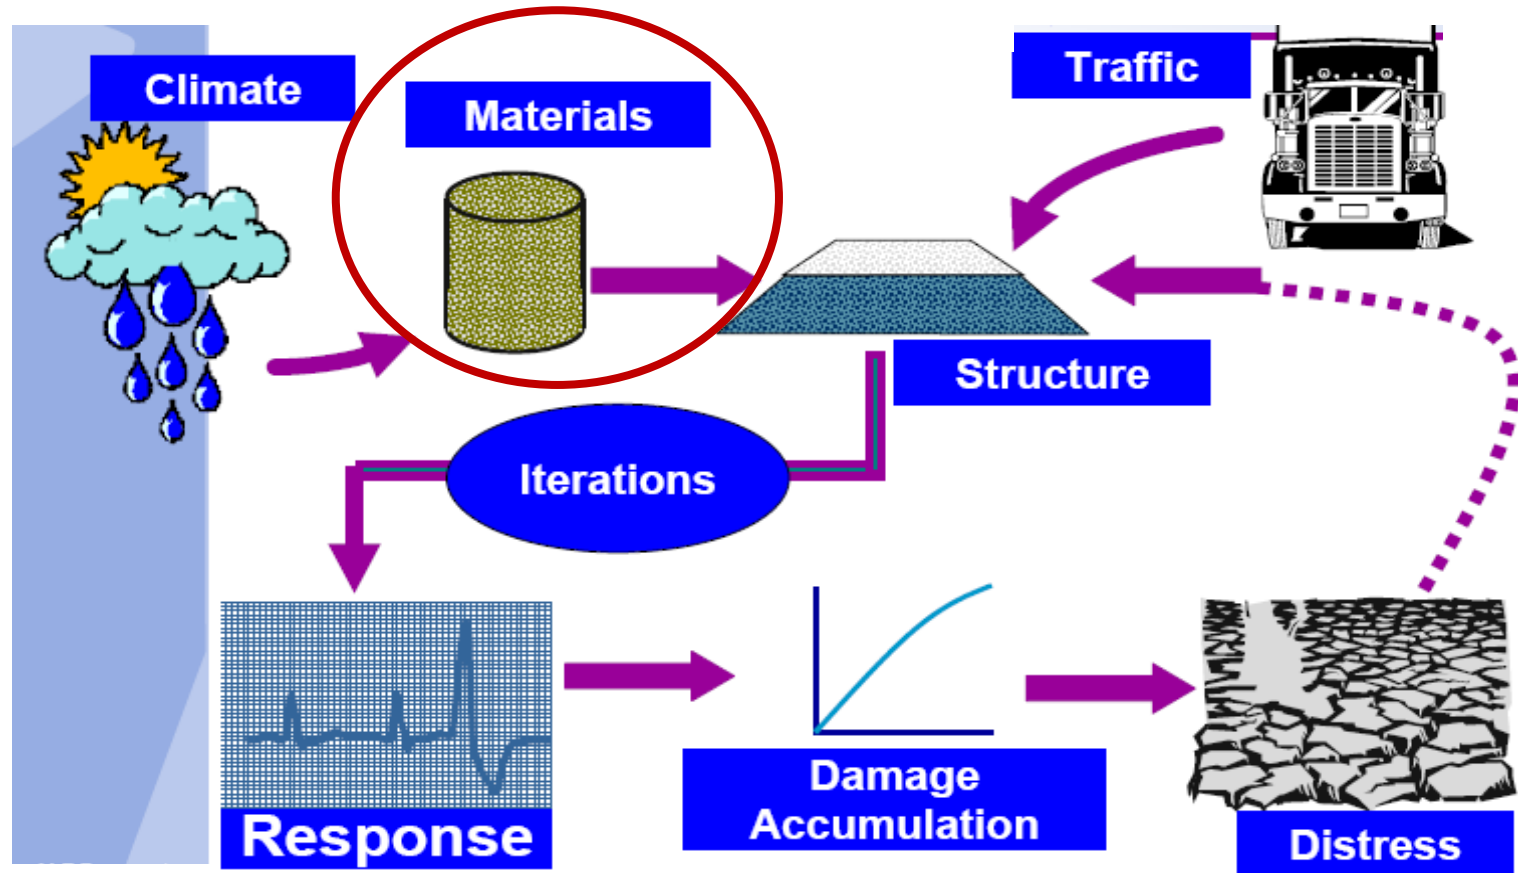 Climate
Materials
Traffic
Structure
Iterations
Response
Damage
Accumulation
Distress